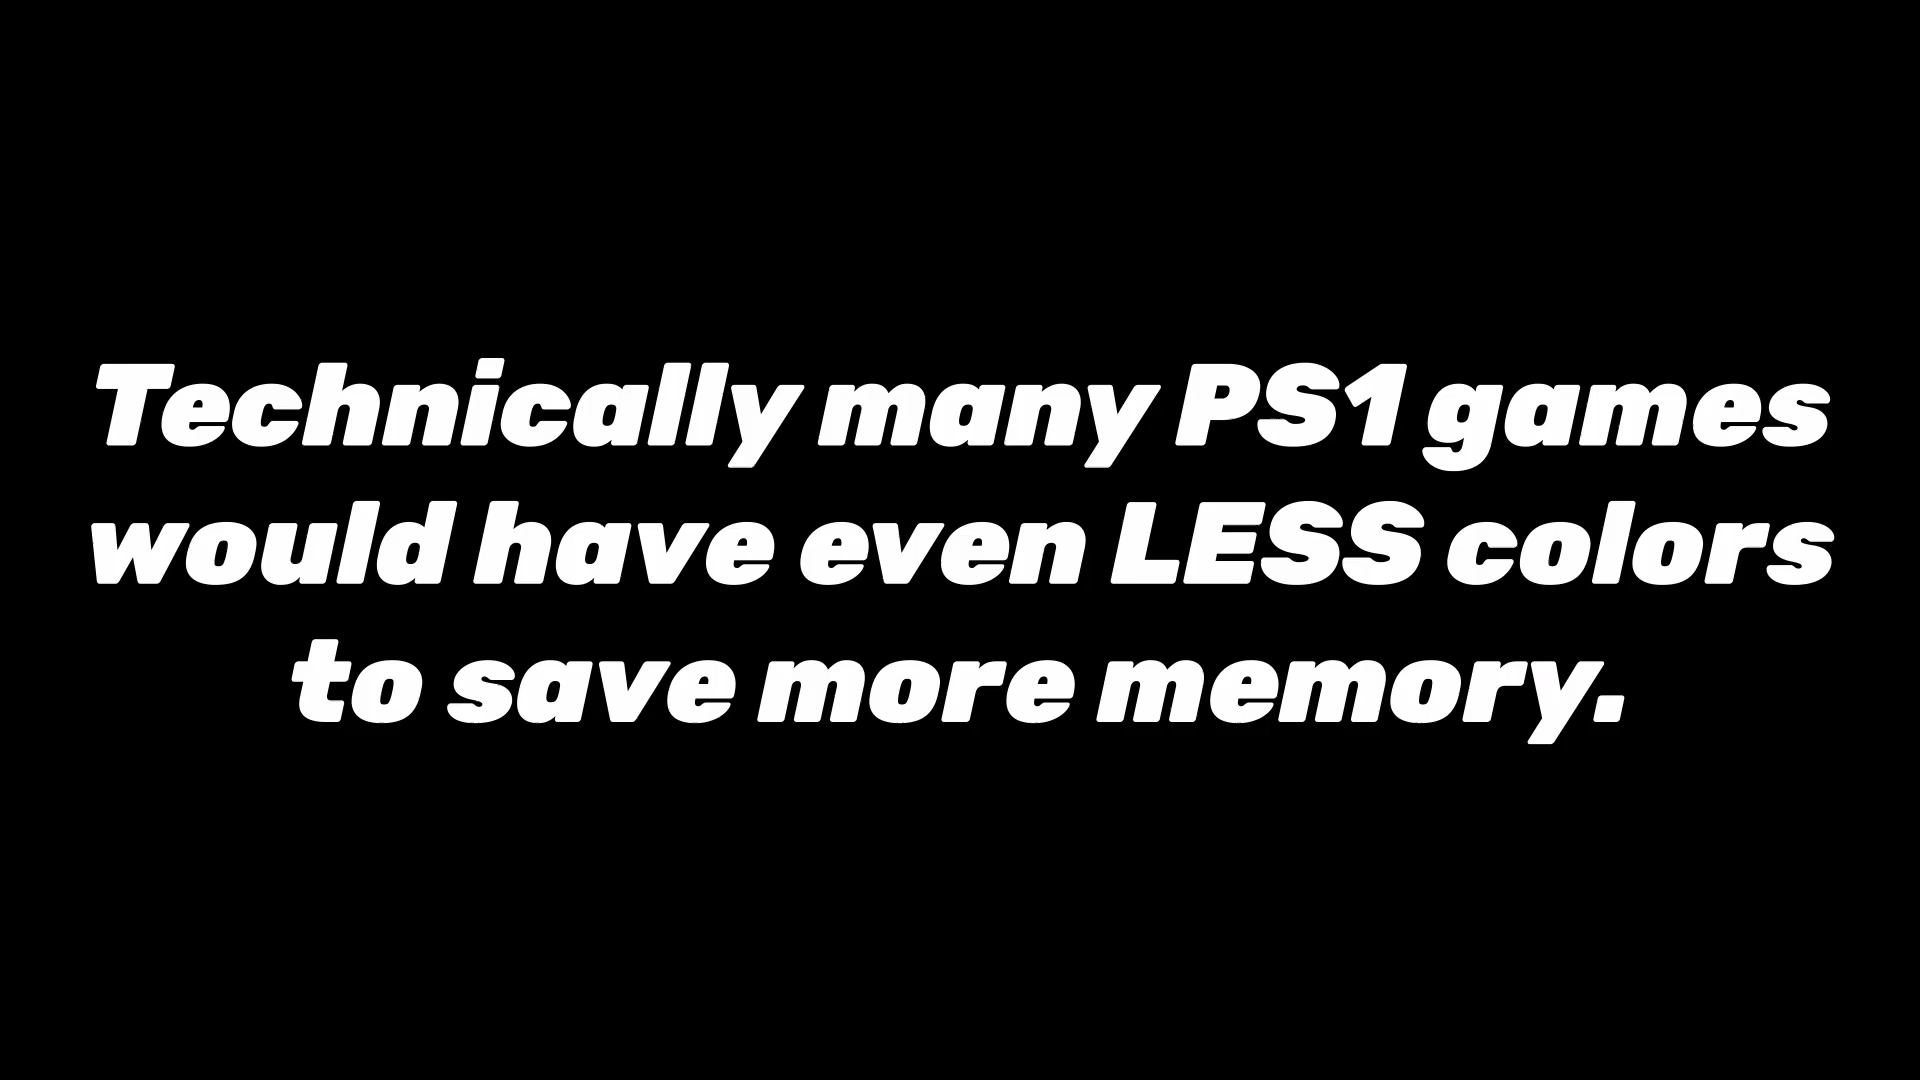 Technically many PS1 games
would have even LESS colors
to save more memory.